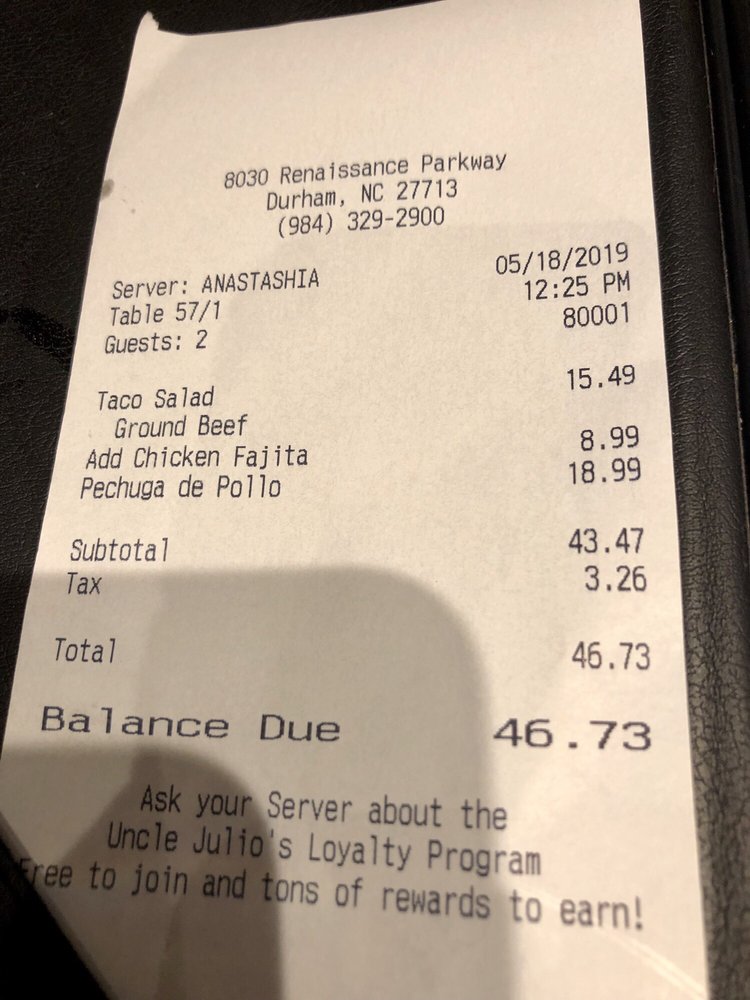 8030 Renaissance Parkway
Durham, NC 27713
(984) 329-2900
Server: ANASTASHIA 05/18/2019
Table 57/1 12:25 PM
Guests: 2 80001
Taco Salad 15.49
Ground Beef
Add Chicken Fajita 8.99
Pechuga de Pollo 18.99
Subtotal 43.47
Tax 3.26
Total 46.73
Balance Due 46.73
Ask your Server about the
Uncle Julio's Loyalty Program
Free to join and tons of rewards to earn!